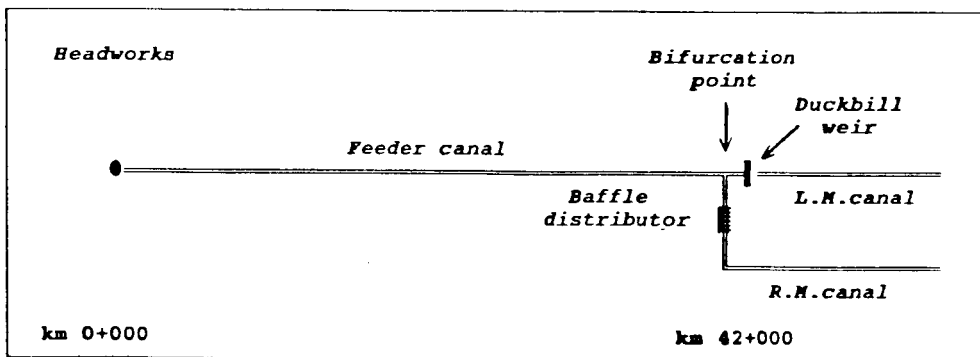 Headworks
Bifurcation
point
Duckbill
weir
Feeder canal
Baffle
distributor
L.M.canal
R.M.canal
km 0+000
km 42+000